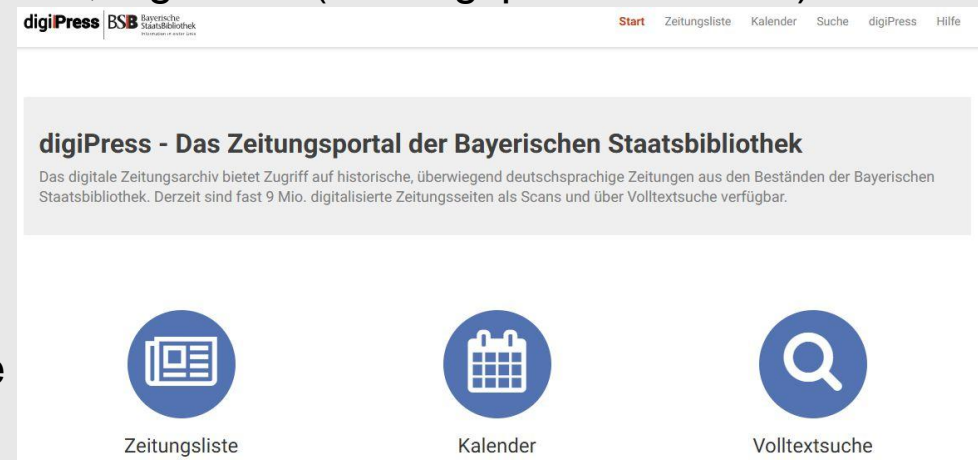 digiPress BSB Bayerische StaatsBibliothek
Start Zeitungsliste Kalender Suche digiPress Hilfe
digiPress - Das Zeitungsportal der Bayerischen Staatsbibliothek
Das digitale Zeitungsarchiv bietet Zugriff auf historische, überwiegend deutschsprachige Zeitungen aus den Beständen der Bayerischen
Staatsbibliothek. Derzeit sind fast 9 Mio. digitalisierte Zeitungsseiten als Scans und über Volltextsuche verfügbar.
Zeitungsliste Kalender Volltextsuche